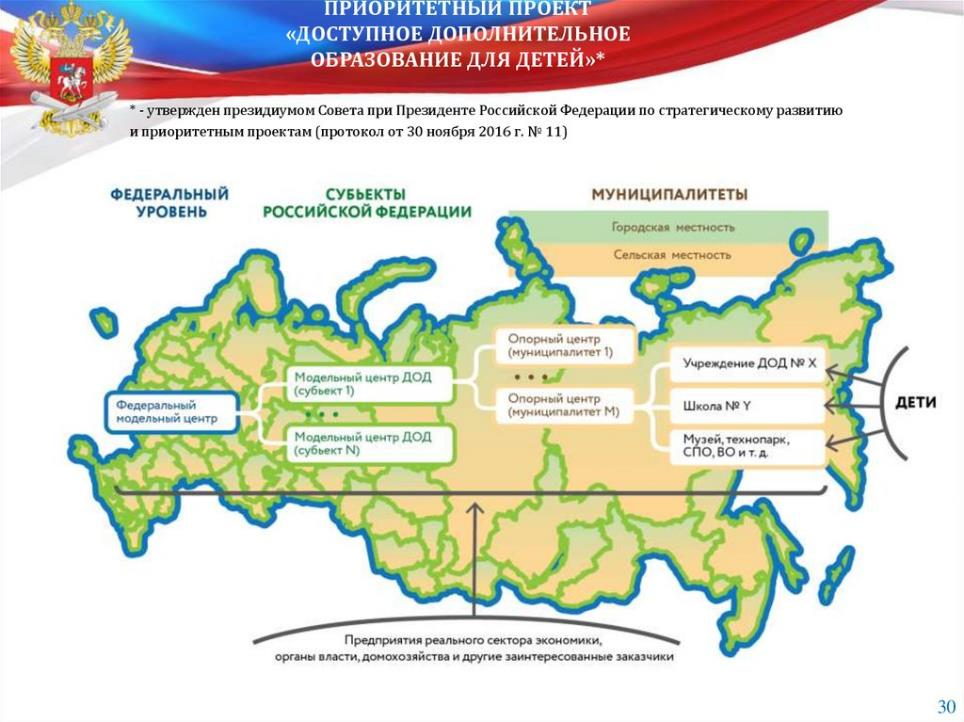 ПРИОРИТЕТНЫЙ ПРОЕКТ
«ДОСТУПНОЕ ДОПОЛНИТЕЛЬНОЕ
ОБРАЗОВАНИЕ ДЛЯ ДЕТЕЙ»*
* - утвержден президиумом Совета при Президенте Российской Федерации по стратегическому развитию
и приоритетным проектам (протокол от 30 ноября 2016 г. № 11)
ФЕДЕРАЛЬНЫЙ
УРОВЕНЬ
СУБЪЕКТЫ
РОССИЙСКОЙ ФЕДЕРАЦИИ
МУНИЦИПАЛИТЕТЫ
Городская местность
Сельская местность
Федеральный
модельный центр
Модельный центр ДОД
(субъект 1)
• • •
Модельный центр ДОД
(субъект N)
Опорный центр
(муниципалитет 1)
• • •
Опорный центр
(муниципалитет М)
Учреждение ДОД № X
Школа № Y
Музей, технопарк,
СПО, ВО и т. д.
ДЕТИ
Предприятия реального сектора экономики,
органы власти, домохозяйства и другие заинтересованные заказчики
30